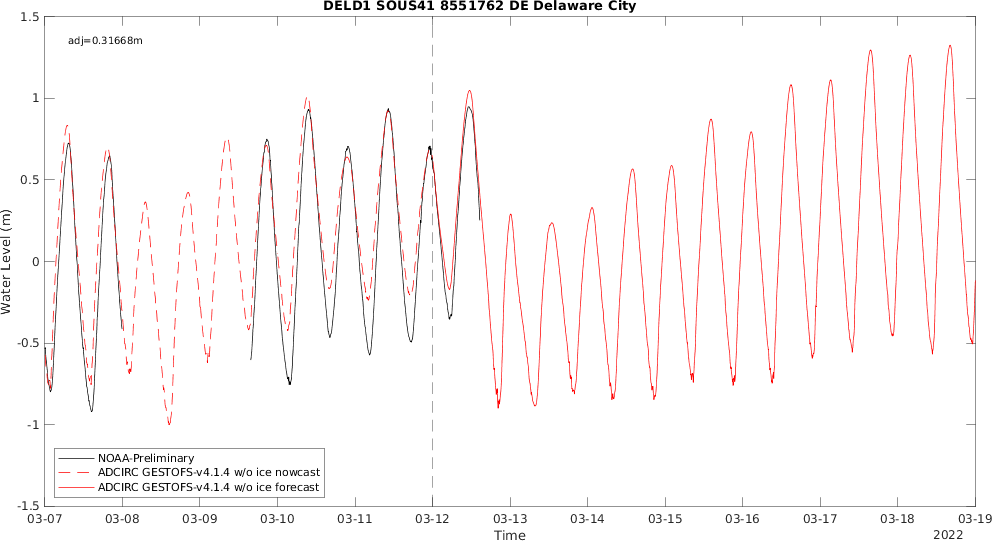 DELD1 SOUS41 8551762 DE Delaware City
adj=0.31668m
1.5
1
0.5
0
-0.5
-1
-1.5
Water Level (m)
NOAA-Preliminary
ADCIRC GESTOFS-v4.1.4 w/o ice nowcast
ADCIRC GESTOFS-v4.1.4 w/o ice forecast
03-07 03-08 03-09 03-10 03-11 03-12 03-13 03-14 03-15 03-16 03-17 03-18 03-19
Time
2022